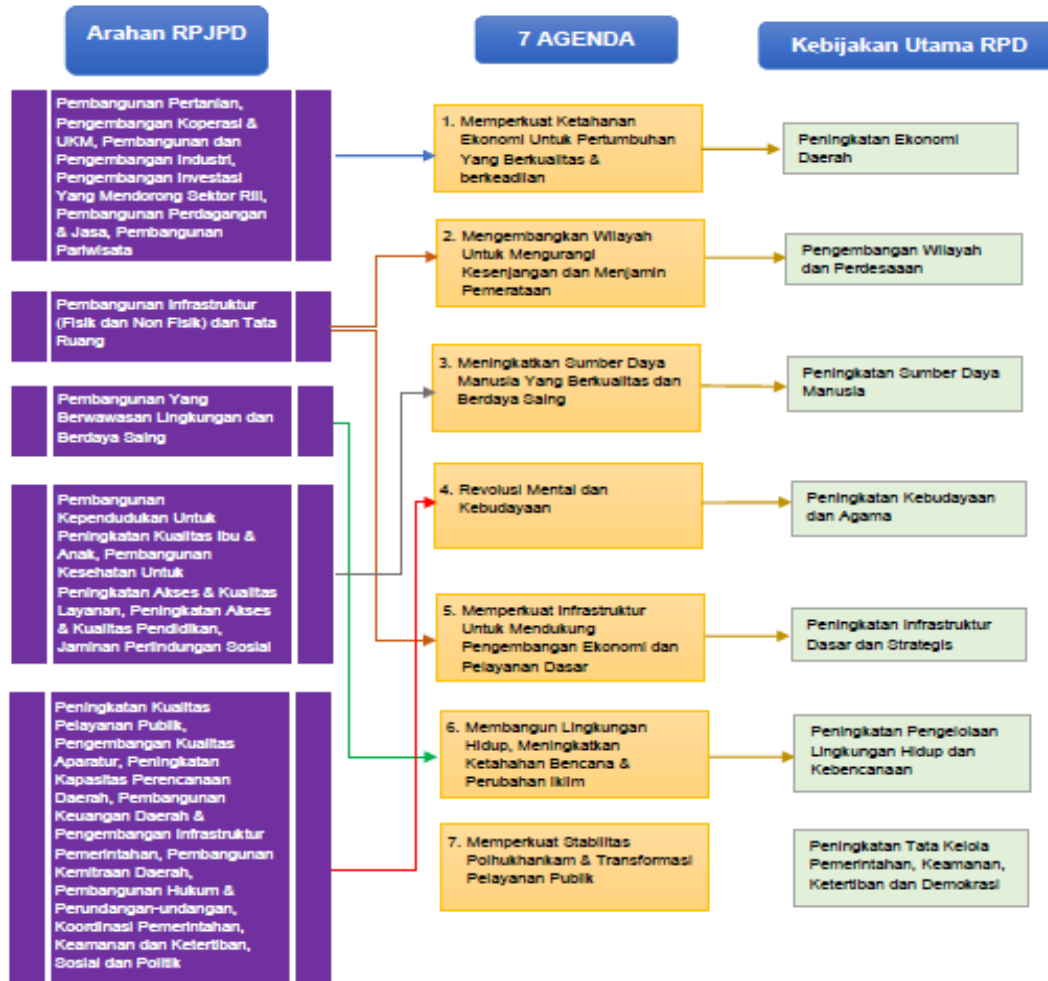 Arahan RPJPD
7 AGENDA
Kebijakan Utama RPD
Pembangunan Pertanian,
Pengembangan Koperasi &
UKM, Pembangunan dan
Pengembangan Industri,
Pengembangan Investasi
Yang Mendorong Sektor Riil,
Pembangunan Perdagangan
& Jasa, Pembangunan
Pariwisata
Pembangunan Infrastruktur
(Fisik dan Non Fisik) dan Tata
Ruang
Pembangunan Yang
Berwawasan Lingkungan dan
Berdaya Saing
Pembangunan
Kependudukan Untuk
Peningkatan Kualitas Ibu &
Anak, Pembangunan
Kesehatan Untuk
Peningkatan Akses & Kualitas
Layanan, Peningkatan Akses
& Kualitas Pendidikan,
Jaminan Perlindungan Sosial
Peningkatan Kualitas
Pelayanan Publik,
Pengembangan Kualitas
Aparatur, Peningkatan
Kapasitas Perencanaan
Daerah, Pembangunan
Keuangan Daerah &
Pengembangan Infrastruktur
Pemerintahan, Pembangunan
Kemitraan Daerah,
Pembangunan Hukum &
Perundangan-undangan,
Koordinasi Pemerintahan,
Keamanan dan Ketertiban,
Sosial dan Politik
1. Memperkuat Ketahanan
Ekonomi Untuk Pertumbuhan
Yang Berkualitas &
berkeadilan
2. Mengembangkan Wilayah
Untuk Mengurangi
Kesenjangan dan Menjamin
Pemerataan
3. Meningkatkan Sumber Daya
Manusia Yang Berkualitas dan
Berdaya Saing
4. Revolusi Mental dan
Kebudayaan
5. Memperkuat Infrastruktur
Untuk Mendukung
Pengembangan Ekonomi dan
Pelayanan Dasar
6. Membangun Lingkungan
Hidup, Meningkatkan
Ketahahan Bencana &
Perubahan Iklim
7. Memperkuat Stabilitas
Polhukhankam & Transformasi
Pelayanan Publik
Peningkatan Ekonomi
Daerah
Pengembangan Wilayah
dan Perdesaaan
Peningkatan Sumber Daya
Manusia
Peningkatan Kebudayaan
dan Agama
Peningkatan Infrastruktur
Dasar dan Strategis
Peningkatan Pengelolaan
Lingkungan Hidup dan
Kebencanaan
Peningkatan Tata Kelola
Pemerintahan, Keamanan,
Ketertiban dan Demokrasi